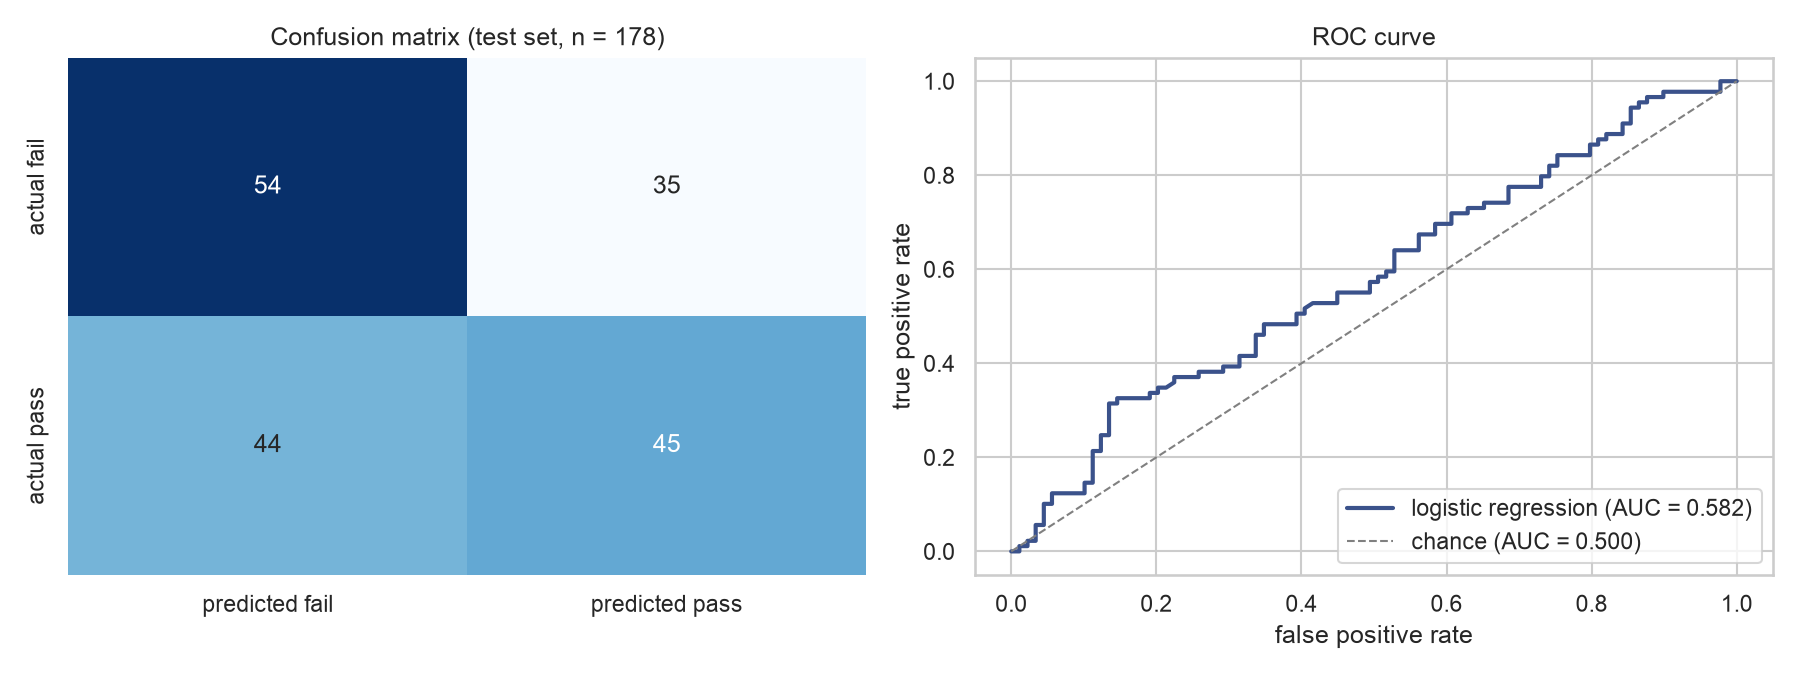 Confusion matrix (test set, n = 178)
actual fail
54
35
actual pass
44
45
predicted fail
predicted pass
ROC curve
true positive rate
1.0
0.8
0.6
0.4
0.2
0.0
logistic regression (AUC = 0.582)
chance (AUC = 0.500)
0.0
0.2
0.4
0.6
0.8
1.0
false positive rate